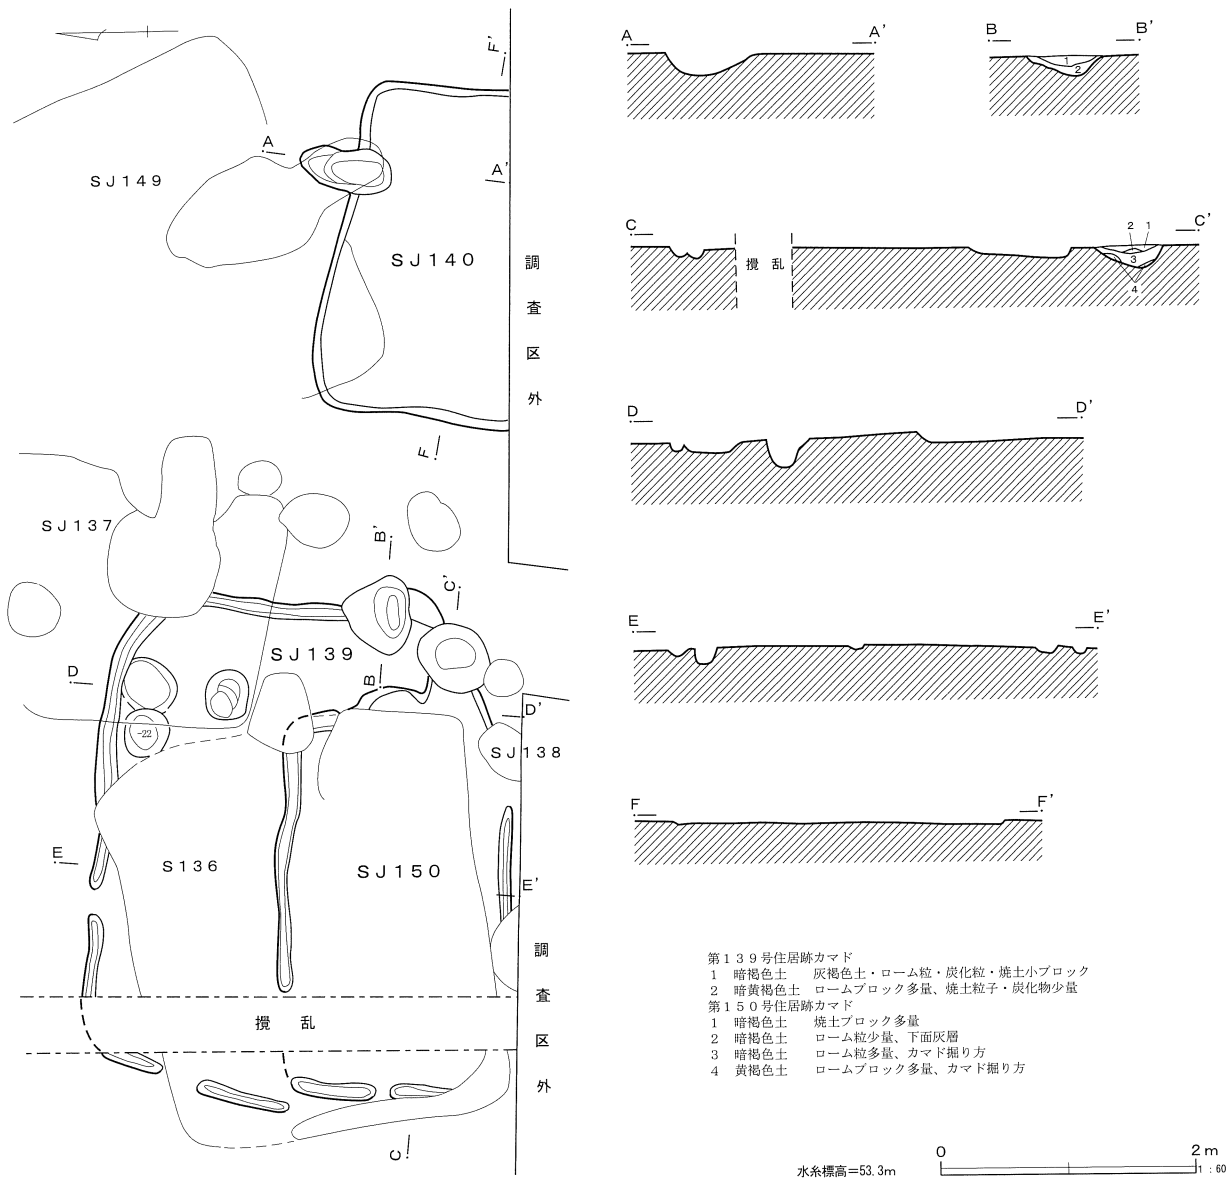 F'
A
A'
SJ149
SJ140
調査区外
F
SJ137
B'
C'
SJ139
D
B
D'
-22
SJ138
E
S136
SJ150
E'
調査区外
攪乱
C
A
A'
B
B'
1
2
C
C'
2
1
攪乱
3
4
D
D'
E
E'
F
F'
第139号住居跡カマド
1 暗褐色土 灰褐色土・ローム粒・炭化粒・焼土小ブロック
2 暗黄褐色土 ロームブロック多量、焼土粒子・炭化物少量
第150号住居跡カマド
1 暗褐色土 焼土ブロック多量
2 暗褐色土 ローム粒少量、下面灰層
3 暗褐色土 ローム粒多量、カマド掘り方
4 黄褐色土 ロームブロック多量、カマド掘り方
0 2m
水糸標高=53.3m 1:60